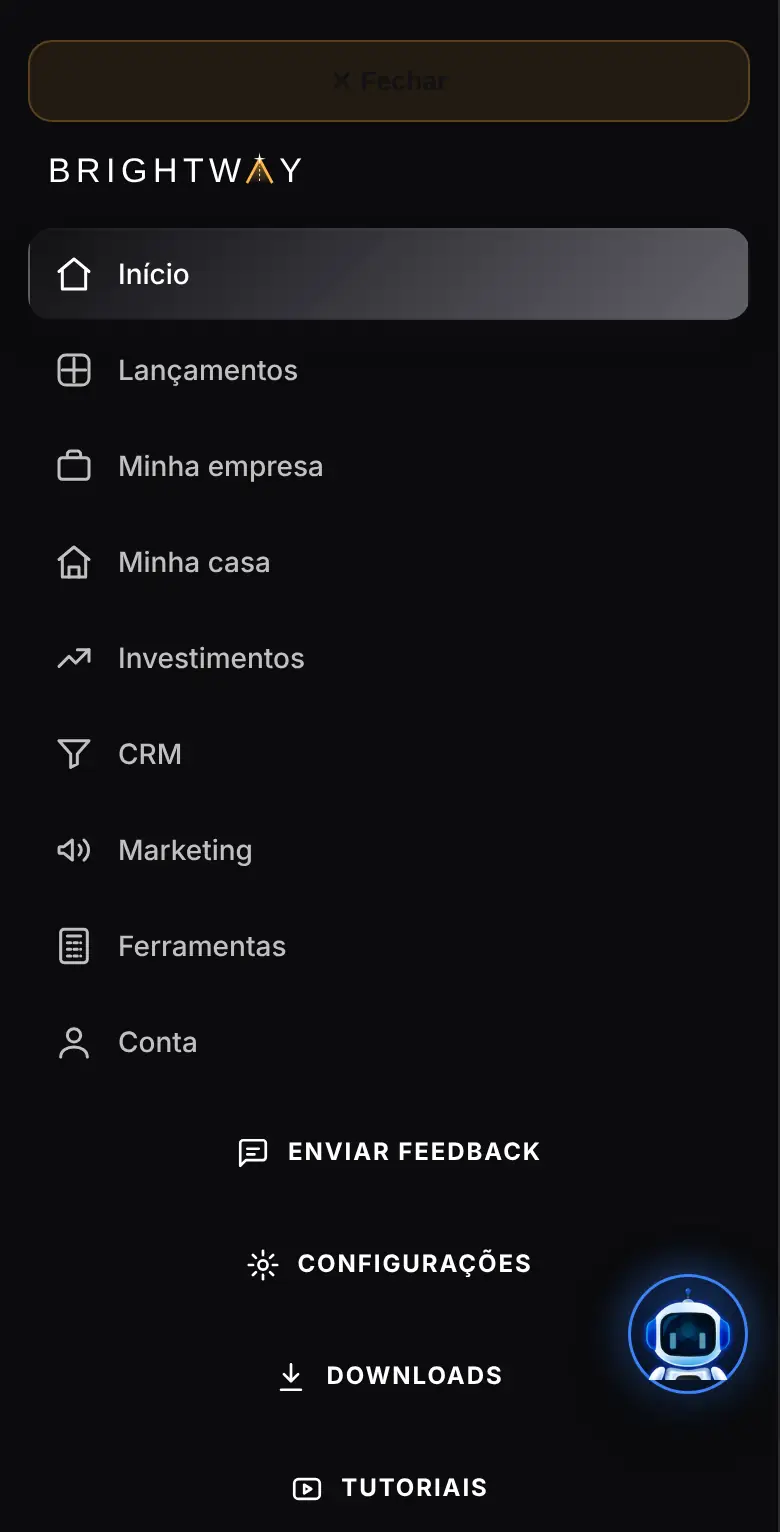 ✕ Fechar
BRIGHTWAY
Início
Lançamentos
Minha empresa
Minha casa
Investimentos
CRM
Marketing
Ferramentas
Conta
ENVIAR FEEDBACK
CONFIGURAÇÕES
DOWNLOADS
TUTORIAIS